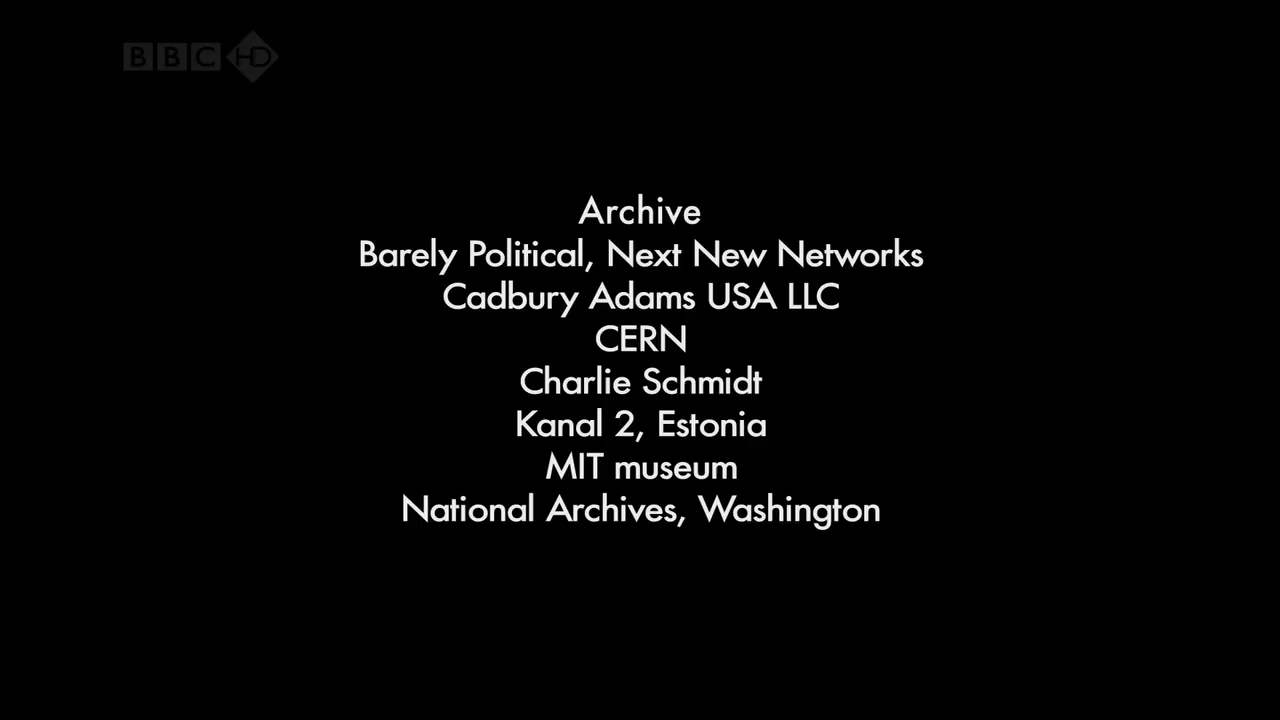 BBC HD
Archive
Barely Political, Next New Networks
Cadbury Adams USA LLC
CERN
Charlie Schmidt
Kanal 2, Estonia
MIT museum
National Archives, Washington